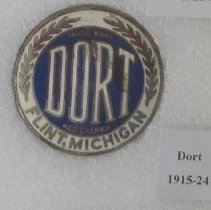 TRADE MARK
DORT
REGISTERED
FLINT, MICHIGAN
Dort
1915-24